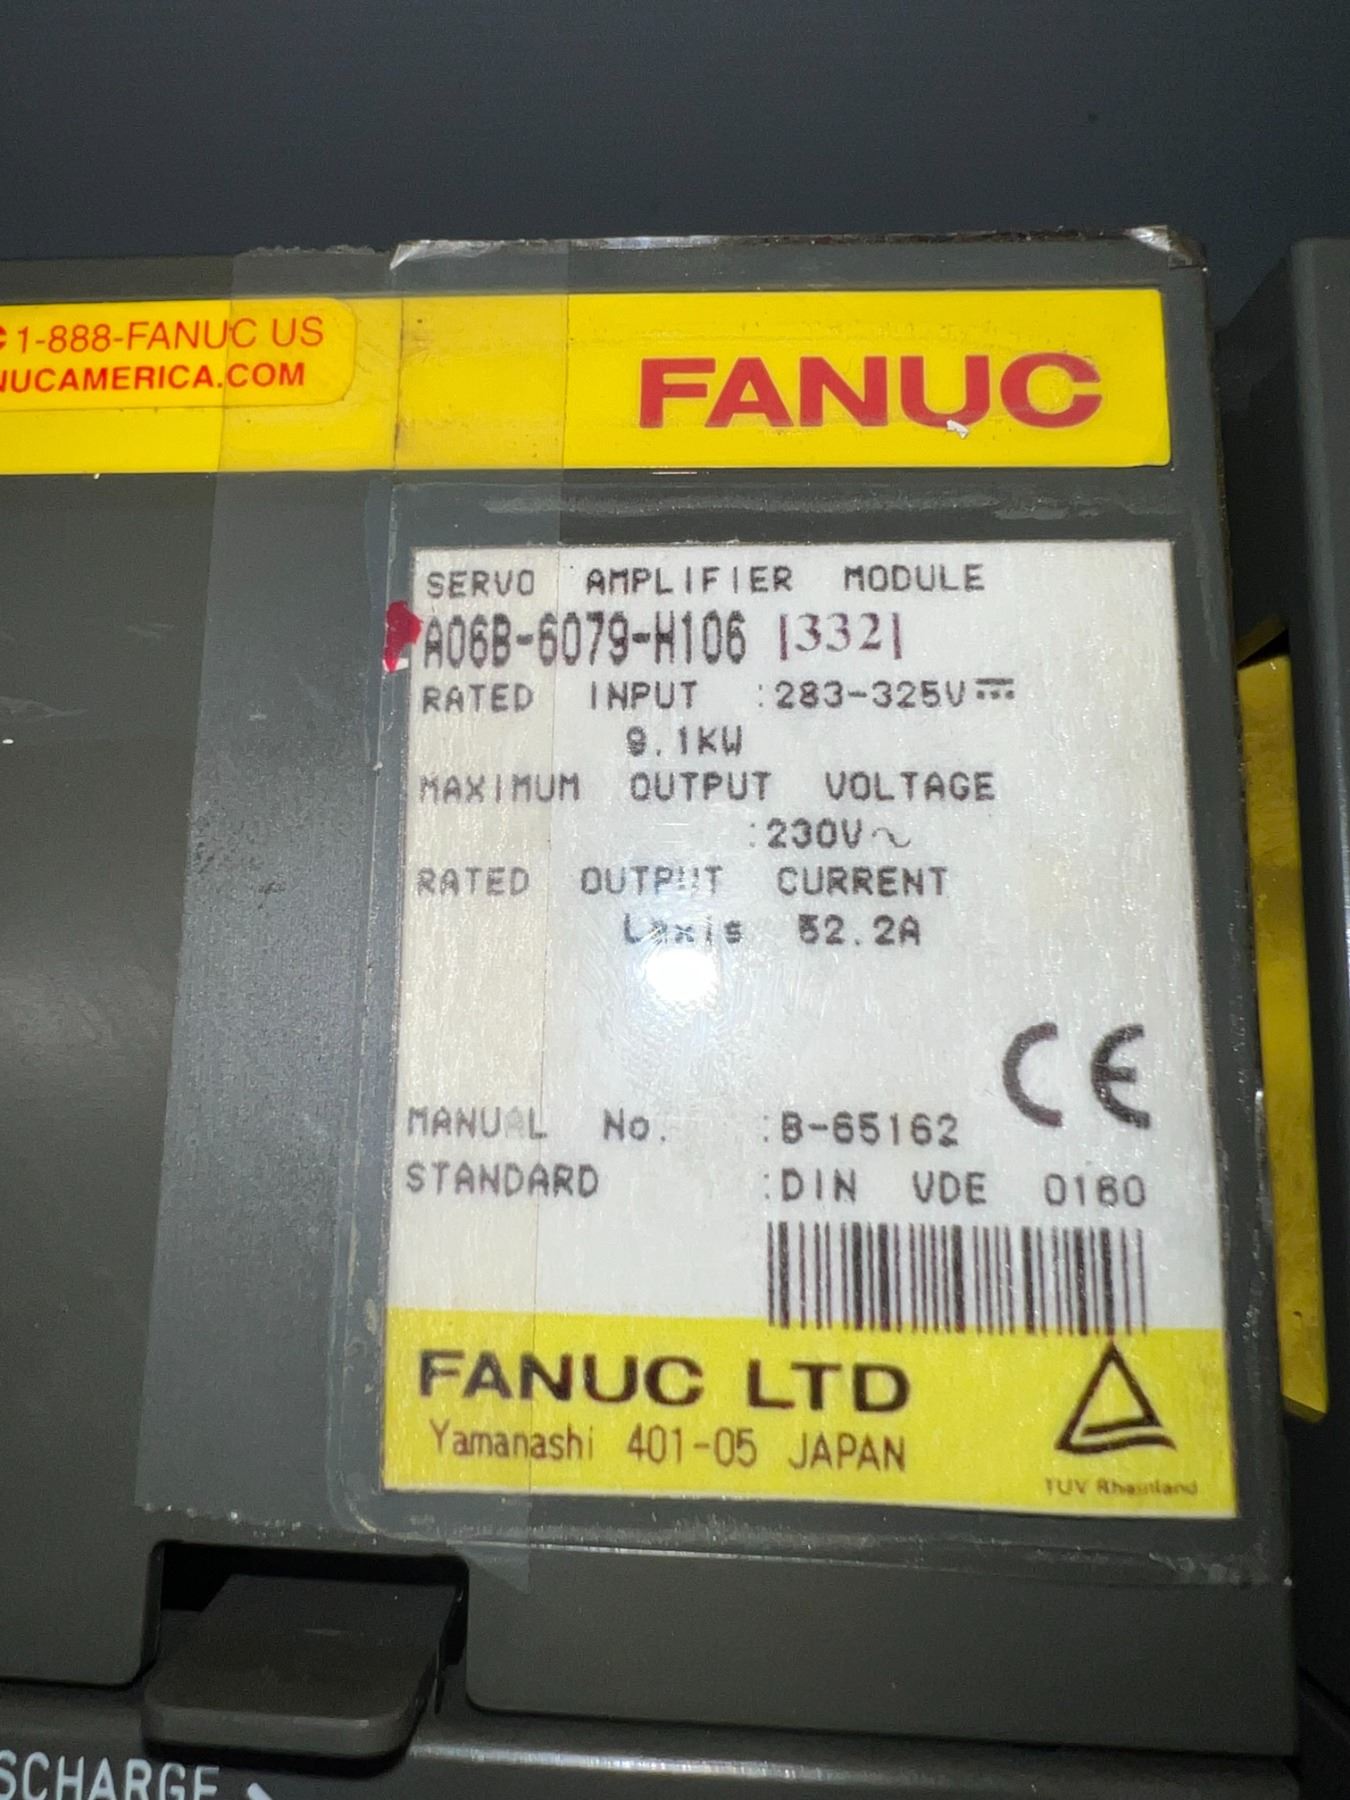 1-888-FANUC US
NUCAMERICA.COM
FANUC
SERVO AMPLIFIER MODULE
A06B-6079-H106 |332|
RATED INPUT :283-325V⎓
9.1KW
MAXIMUM OUTPUT VOLTAGE
:230V～
RATED OUTPUT CURRENT
Laxis 52.2A
CE
MANUAL No. :B-65162
STANDARD :DIN VDE 0160
FANUC LTD
Yamanashi 401-05 JAPAN
TUV Rheinland
SCHARGE